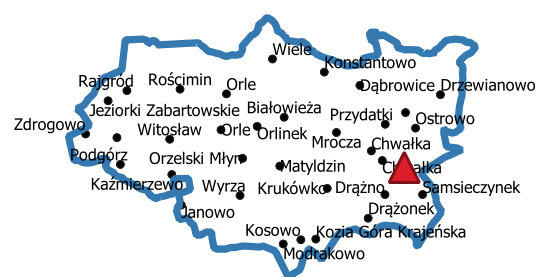 Wiele
Konstantowo
Rajgród
Rościmin
Orle
Dąbrowice
Drzewianowo
Jeziorki Zabartowskie
Białowieża
Przydatki
Ostrowo
Zdrogowo
Witosław
Orle
Orlinek
Mrocza
Chwałka
Podgórz
Orzelski Młyn
Matyldzin
Chwałka
Kaźmierzewo
Wyrza
Krukówko
Drążno
Samsieczynek
Janowo
Drążonek
Kosowo
Kozia Góra Krajeńska
Modrakowo